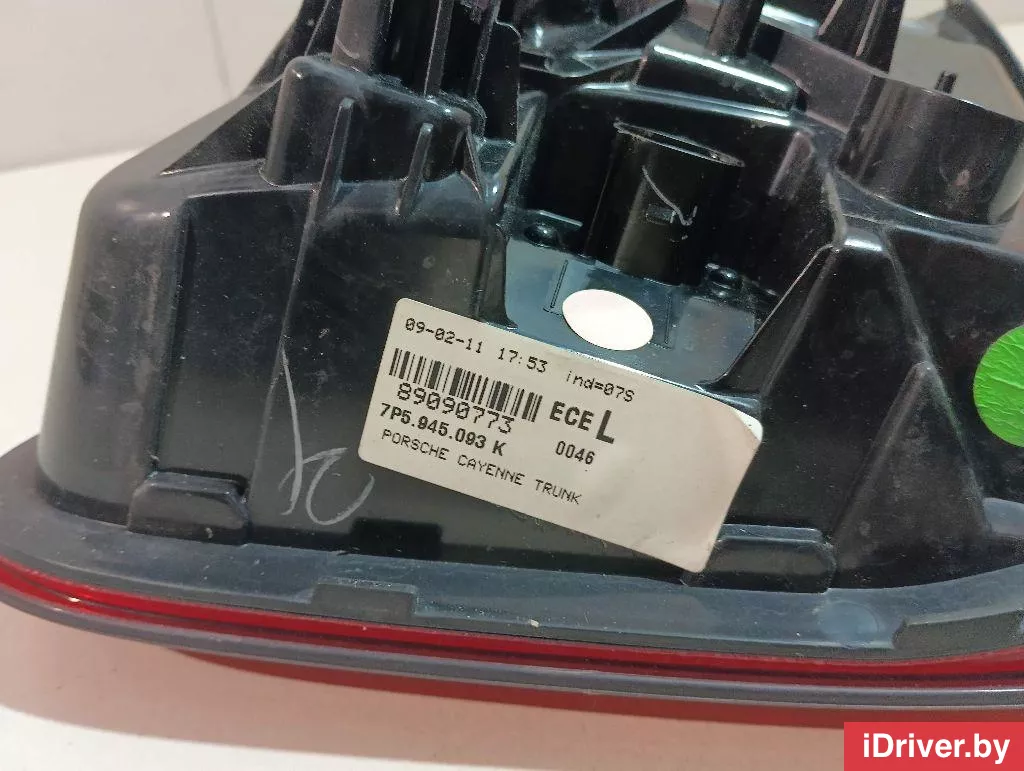 09-02-11 17:53 ind=07S
89090773 ECE L
7P5.945.093 K 0046
PORSCHE CAYENNE TRUNK
iDriver.by